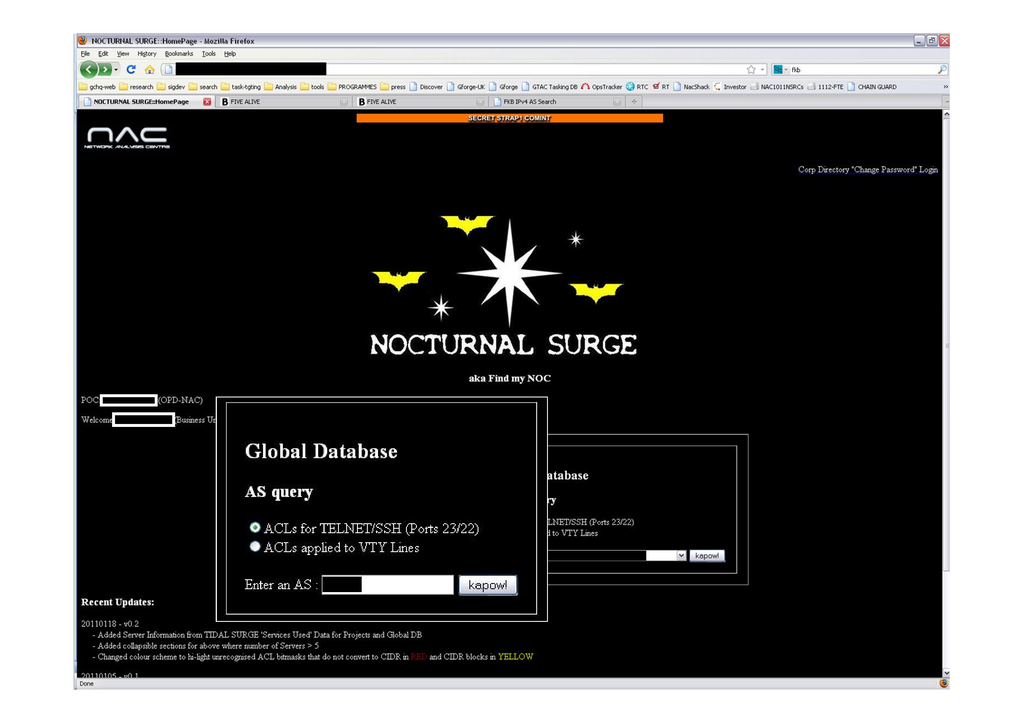 NOCTURNAL SURGE::HomePage - Mozilla Firefox
File Edit View History Bookmarks Tools Help
fkb
gchq-web research sigdev search task-tgting Analysis tools PROGRAMMES press Discover Gforge-UK Gforge GTAC Tasking DB OpsTracker RTC RT NacShack Investor NAC1011NSRCs 1112-FTE CHAIN GUARD »
NOCTURNAL SURGE::HomePage FIVE ALIVE FIVE ALIVE FKB IPv4 AS Search
SECRET STRAP1 COMINT
NAC
NETWORK ANALYSIS CENTRE
Corp Directory "Change Password" Login
NOCTURNAL SURGE
aka Find my NOC
POC (OPD-NAC)
Welcome (Business Us
Global Database
AS query
ACLs for TELNET/SSH (Ports 23/22)
ACLs applied to VTY Lines
Enter an AS : kapow!
atabase
ry
LNET/SSH (Ports 23/22)
d to VTY Lines
kapow!
Recent Updates:
20110118 - v0.2
- Added Server Information from TIDAL SURGE 'Services Used' Data for Projects and Global DB
- Added collapsible sections for above where number of Servers > 5
- Changed colour scheme to hi-light unrecognised ACL bitmasks that do not convert to CIDR in RED and CIDR blocks in YELLOW
20110105 - v0.1
Done